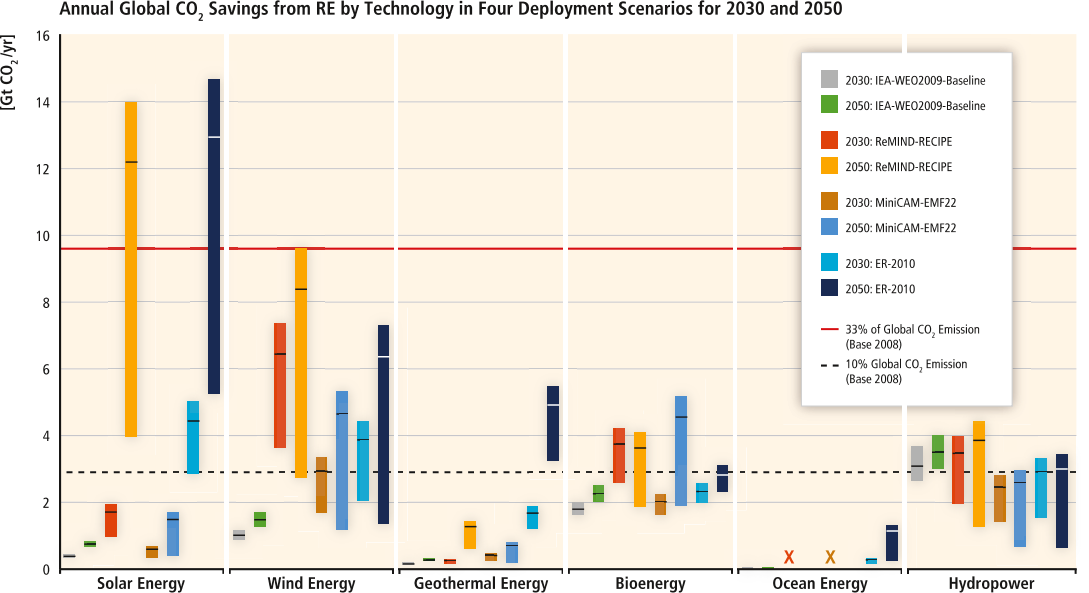 Annual Global CO2 Savings from RE by Technology in Four Deployment Scenarios for 2030 and 2050
[Gt CO2/yr]
16
14
12
10
8
6
4
2
0
2030: IEA-WEO2009-Baseline
2050: IEA-WEO2009-Baseline
2030: ReMIND-RECIPE
2050: ReMIND-RECIPE
2030: MiniCAM-EMF22
2050: MiniCAM-EMF22
2030: ER-2010
2050: ER-2010
33% of Global CO2 Emission
(Base 2008)
10% Global CO2 Emission
(Base 2008)
X X
Solar Energy
Wind Energy
Geothermal Energy
Bioenergy
Ocean Energy
Hydropower